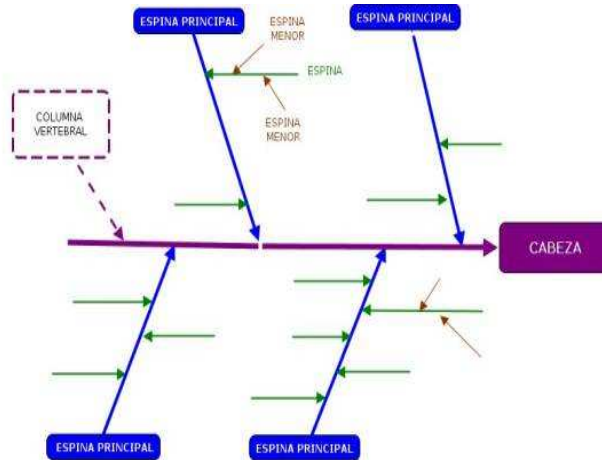 ESPINA PRINCIPAL
ESPINA PRINCIPAL
ESPINA
MENOR
ESPINA
ESPINA
MENOR
COLUMNA
VERTEBRAL
CABEZA
ESPINA PRINCIPAL
ESPINA PRINCIPAL